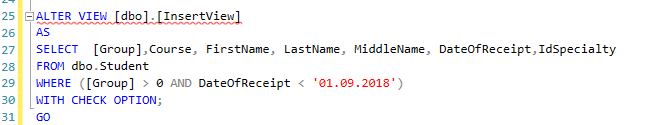 25 ALTER VIEW [dbo].[InsertView]
26 AS
27 SELECT [Group],Course, FirstName, LastName, MiddleName, DateOfReceipt,IdSpecialty
28 FROM dbo.Student
29 WHERE ([Group] > 0 AND DateOfReceipt < '01.09.2018')
30 WITH CHECK OPTION;
31 GO